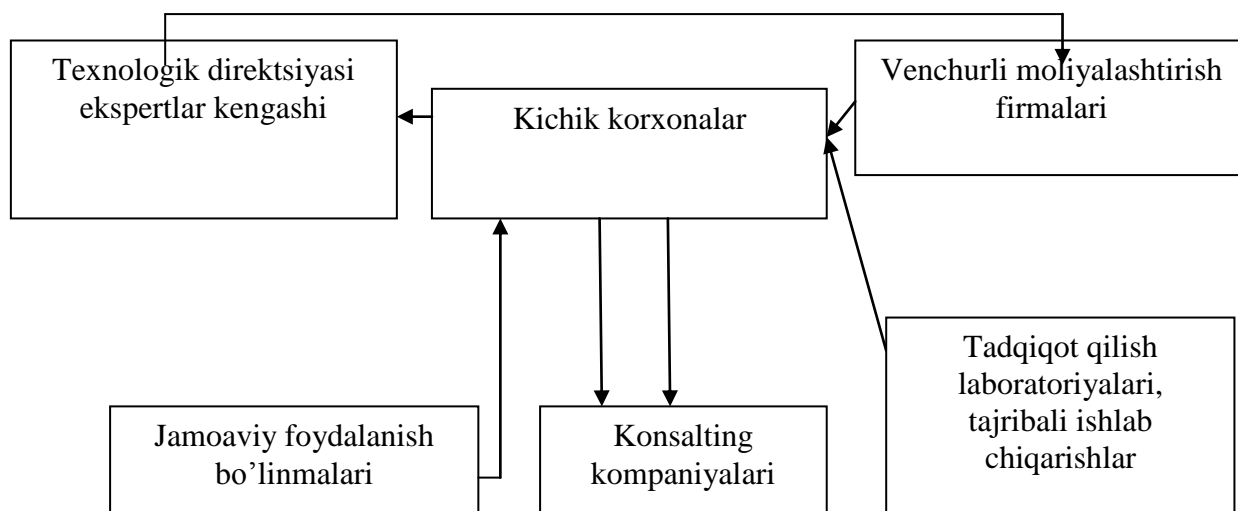 Texnologik direktsiyasi
ekspertlar kengashi
Kichik korxonalar
Venchurli moliyalashtirish
firmalari
Jamoaviy foydalanish
bo’linmalari
Konsalting
kompaniyalari
Tadqiqot qilish
laboratoriyalari,
tajribali ishlab
chiqarishlar